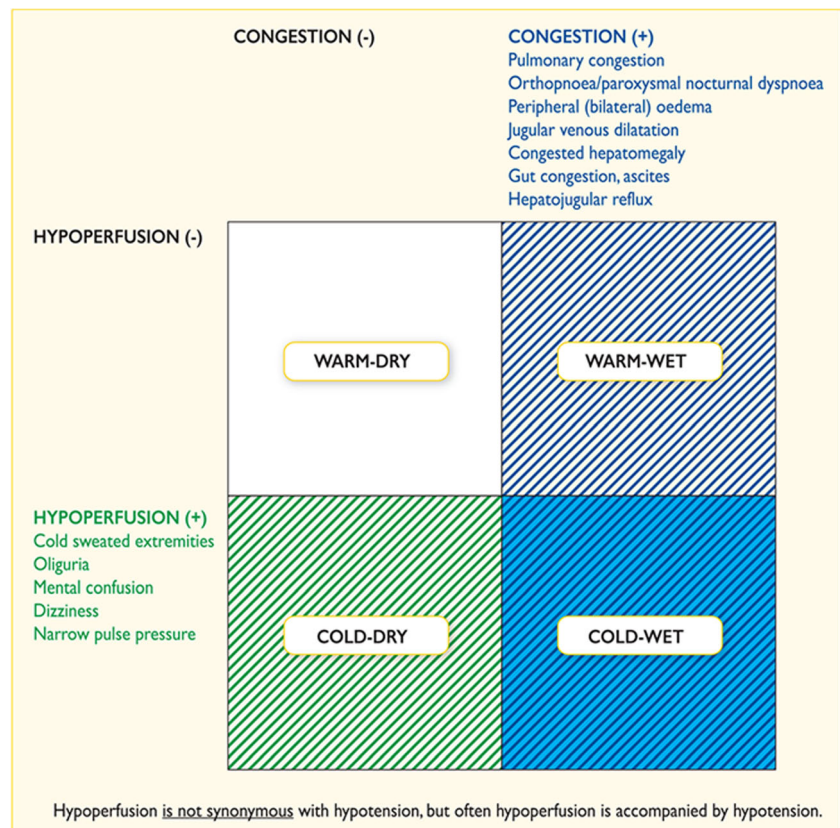 CONGESTION (-)
CONGESTION (+)
Pulmonary congestion
Orthopnoea/paroxysmal nocturnal dyspnoea
Peripheral (bilateral) oedema
Jugular venous dilatation
Congested hepatomegaly
Gut congestion, ascites
Hepatojugular reflux
HYPOPERFUSION (-)
WARM-DRY
WARM-WET
HYPOPERFUSION (+)
Cold sweated extremities
Oliguria
Mental confusion
Dizziness
Narrow pulse pressure
COLD-DRY
COLD-WET
Hypoperfusion is not synonymous with hypotension, but often hypoperfusion is accompanied by hypotension.